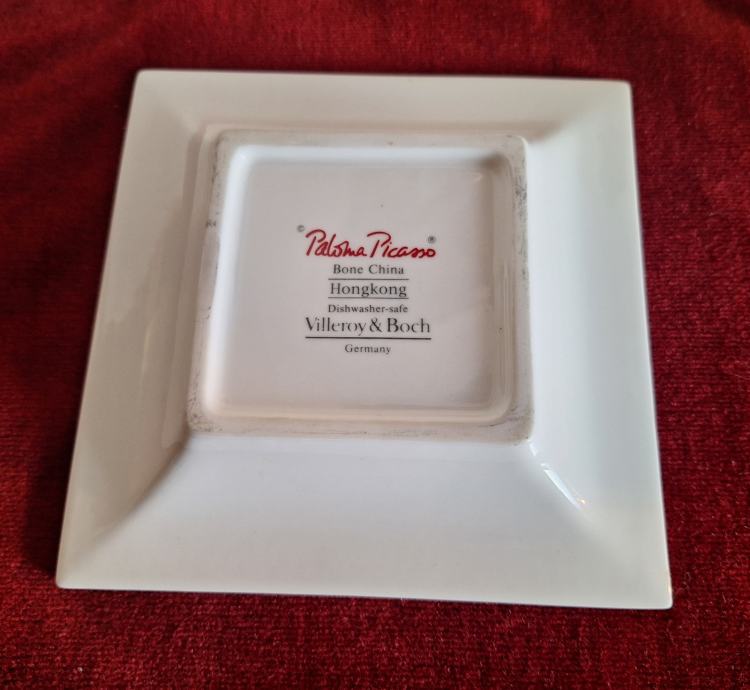 © Paloma Picasso ®
Bone China
Hongkong
Dishwasher-safe
Villeroy & Boch
Germany